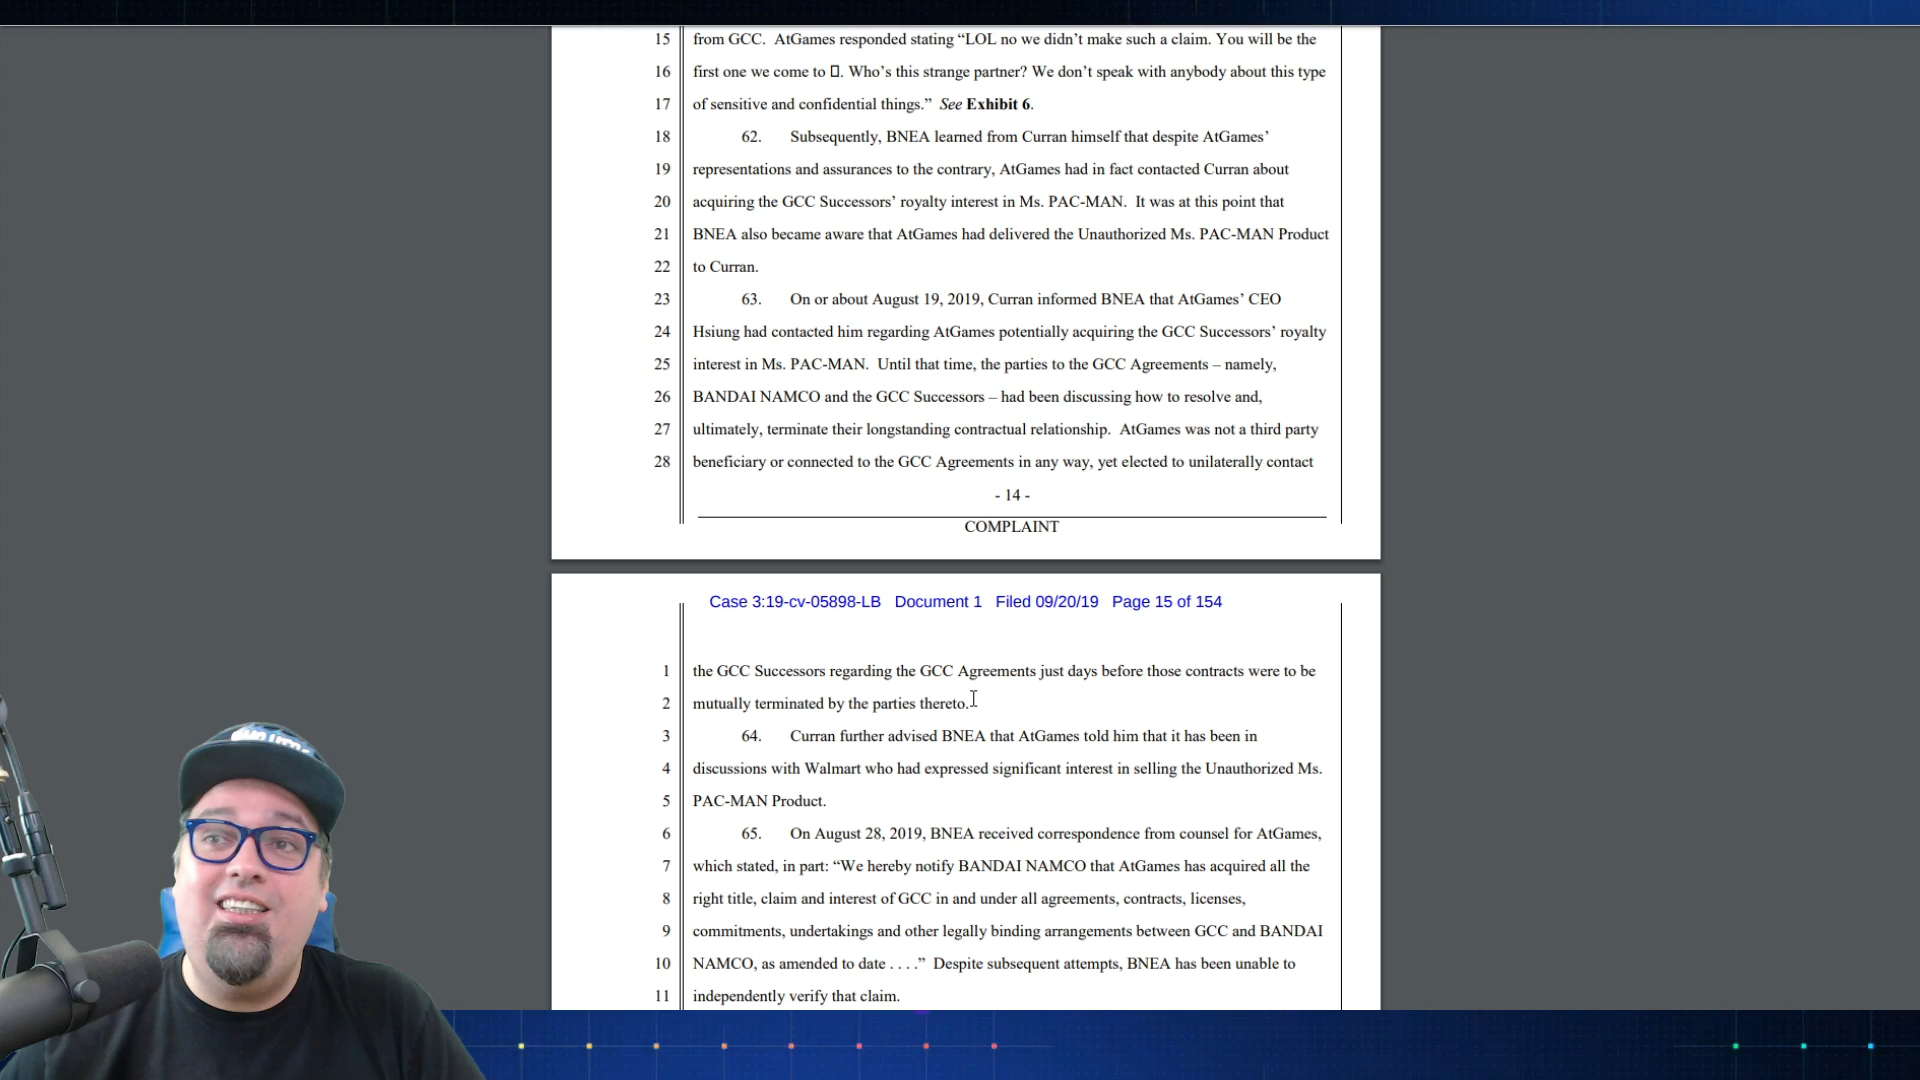 15 from GCC. AtGames responded stating “LOL no we didn’t make such a claim. You will be the
16 first one we come to ▯. Who’s this strange partner? We don’t speak with anybody about this type
17 of sensitive and confidential things.” See Exhibit 6.
18 62. Subsequently, BNEA learned from Curran himself that despite AtGames’
19 representations and assurances to the contrary, AtGames had in fact contacted Curran about
20 acquiring the GCC Successors’ royalty interest in Ms. PAC-MAN. It was at this point that
21 BNEA also became aware that AtGames had delivered the Unauthorized Ms. PAC-MAN Product
22 to Curran.
23 63. On or about August 19, 2019, Curran informed BNEA that AtGames’ CEO
24 Hsiung had contacted him regarding AtGames potentially acquiring the GCC Successors’ royalty
25 interest in Ms. PAC-MAN. Until that time, the parties to the GCC Agreements – namely,
26 BANDAI NAMCO and the GCC Successors – had been discussing how to resolve and,
27 ultimately, terminate their longstanding contractual relationship. AtGames was not a third party
28 beneficiary or connected to the GCC Agreements in any way, yet elected to unilaterally contact
- 14 -
COMPLAINT
Case 3:19-cv-05898-LB Document 1 Filed 09/20/19 Page 15 of 154
1 the GCC Successors regarding the GCC Agreements just days before those contracts were to be
2 mutually terminated by the parties thereto.
3 64. Curran further advised BNEA that AtGames told him that it has been in
4 discussions with Walmart who had expressed significant interest in selling the Unauthorized Ms.
5 PAC-MAN Product.
6 65. On August 28, 2019, BNEA received correspondence from counsel for AtGames,
7 which stated, in part: “We hereby notify BANDAI NAMCO that AtGames has acquired all the
8 right title, claim and interest of GCC in and under all agreements, contracts, licenses,
9 commitments, undertakings and other legally binding arrangements between GCC and BANDAI
10 NAMCO, as amended to date . . . .” Despite subsequent attempts, BNEA has been unable to
11 independently verify that claim.